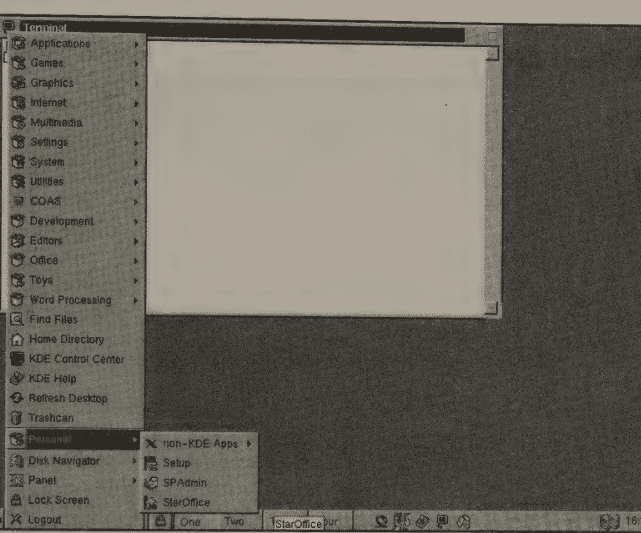 Terminal
Applications
Games
Graphics
Internet
Multimedia
Settings
System
Utilities
COAS
Development
Editors
Office
Toys
Word Processing
Find Files
Home Directory
KDE Control Center
KDE Help
Refresh Desktop
Trashcan
Personal
non-KDE Apps
Setup
SPAdmin
StarOffice
Disk Navigator
Panel
Lock Screen
Logout
One Two StarOffice